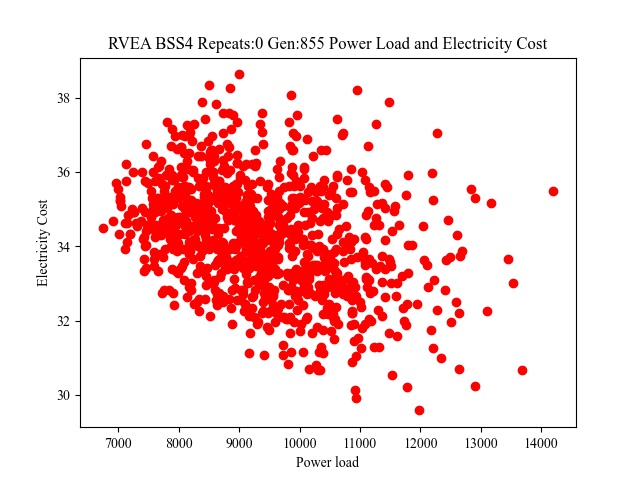 RVEA BSS4 Repeats:0 Gen:855 Power Load and Electricity Cost
38
36
34
32
30
Electricity Cost
7000 8000 9000 10000 11000 12000 13000 14000
Power load